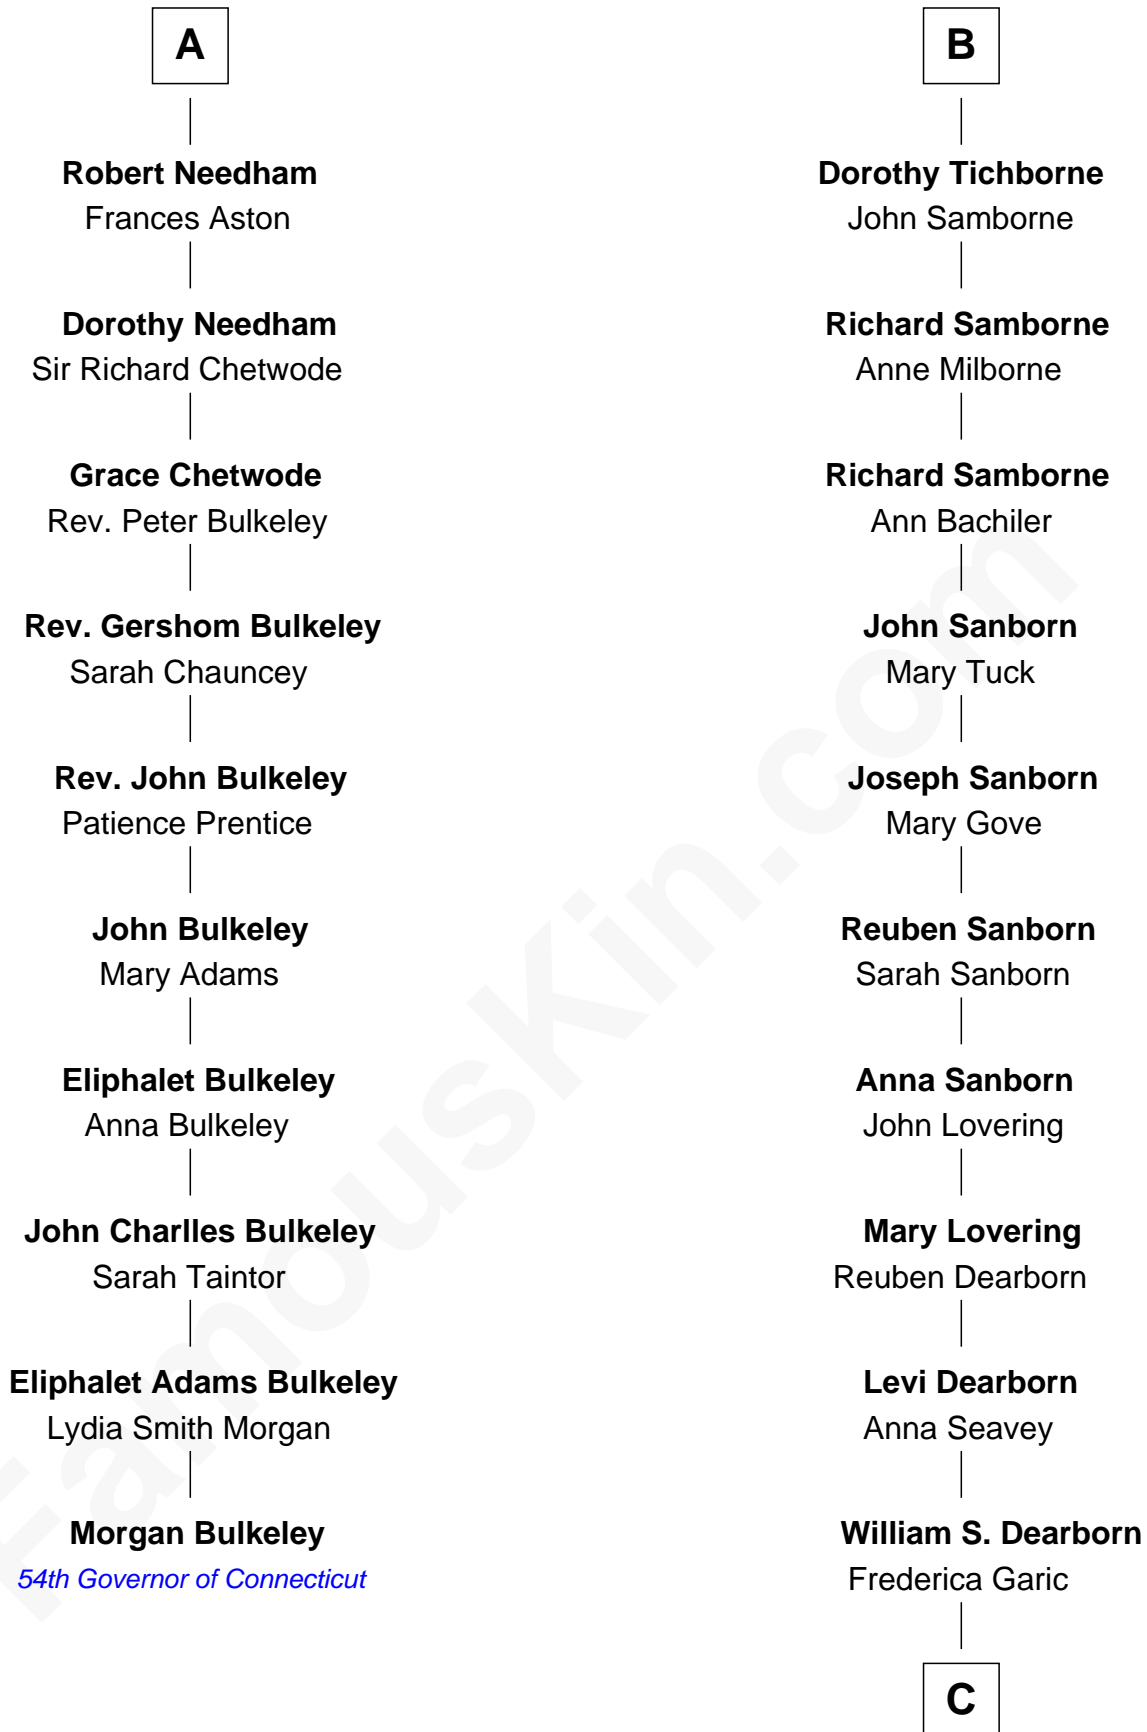 A
Robert Needham
Frances Aston
Dorothy Needham
Sir Richard Chetwode
Grace Chetwode
Rev. Peter Bulkeley
Rev. Gershom Bulkeley
Sarah Chauncey
Rev. John Bulkeley
Patience Prentice
John Bulkeley
Mary Adams
Eliphalet Bulkeley
Anna Bulkeley
John Charlles Bulkeley
Sarah Taintor
Eliphalet Adams Bulkeley
Lydia Smith Morgan
Morgan Bulkeley
54th Governor of Connecticut
B
Dorothy Tichborne
John Samborne
Richard Samborne
Anne Milborne
Richard Samborne
Ann Bachiler
John Sanborn
Mary Tuck
Joseph Sanborn
Mary Gove
Reuben Sanborn
Sarah Sanborn
Anna Sanborn
John Lovering
Mary Lovering
Reuben Dearborn
Levi Dearborn
Anna Seavey
William S. Dearborn
Frederica Garic
C
FamousKin.com